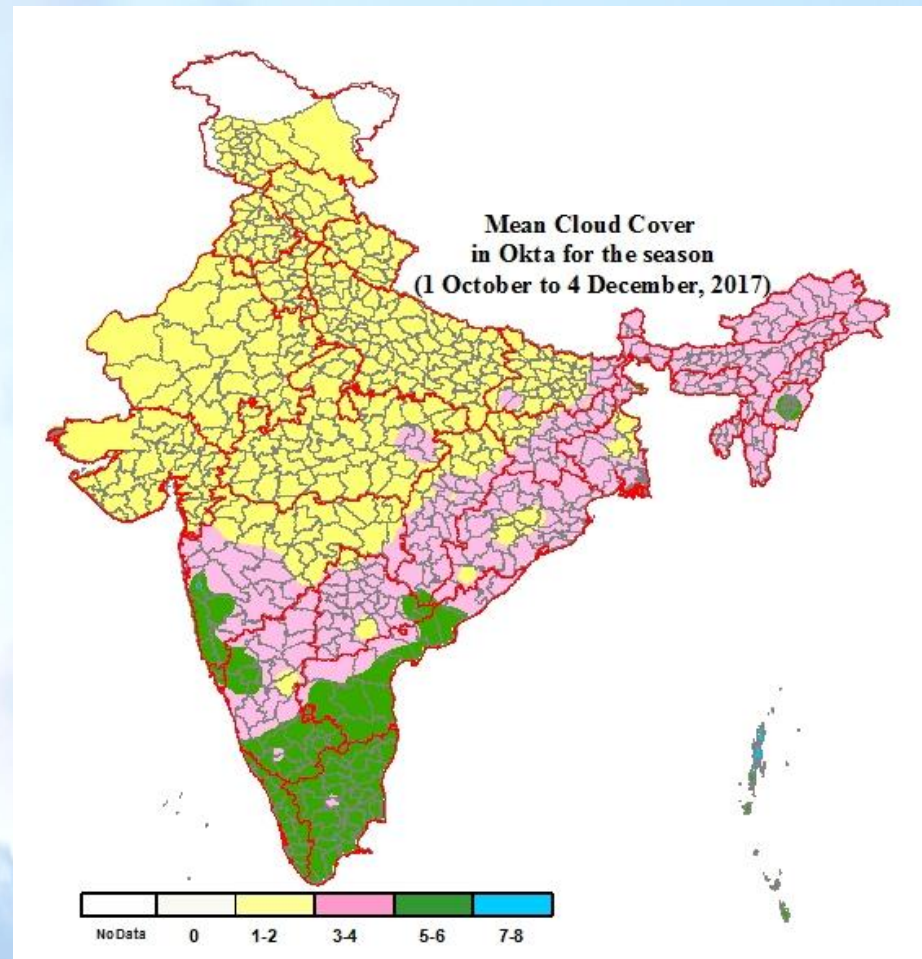 Mean Cloud Cover
in Okta for the season
(1 October to 4 December, 2017)
NoData 0 1-2 3-4 5-6 7-8